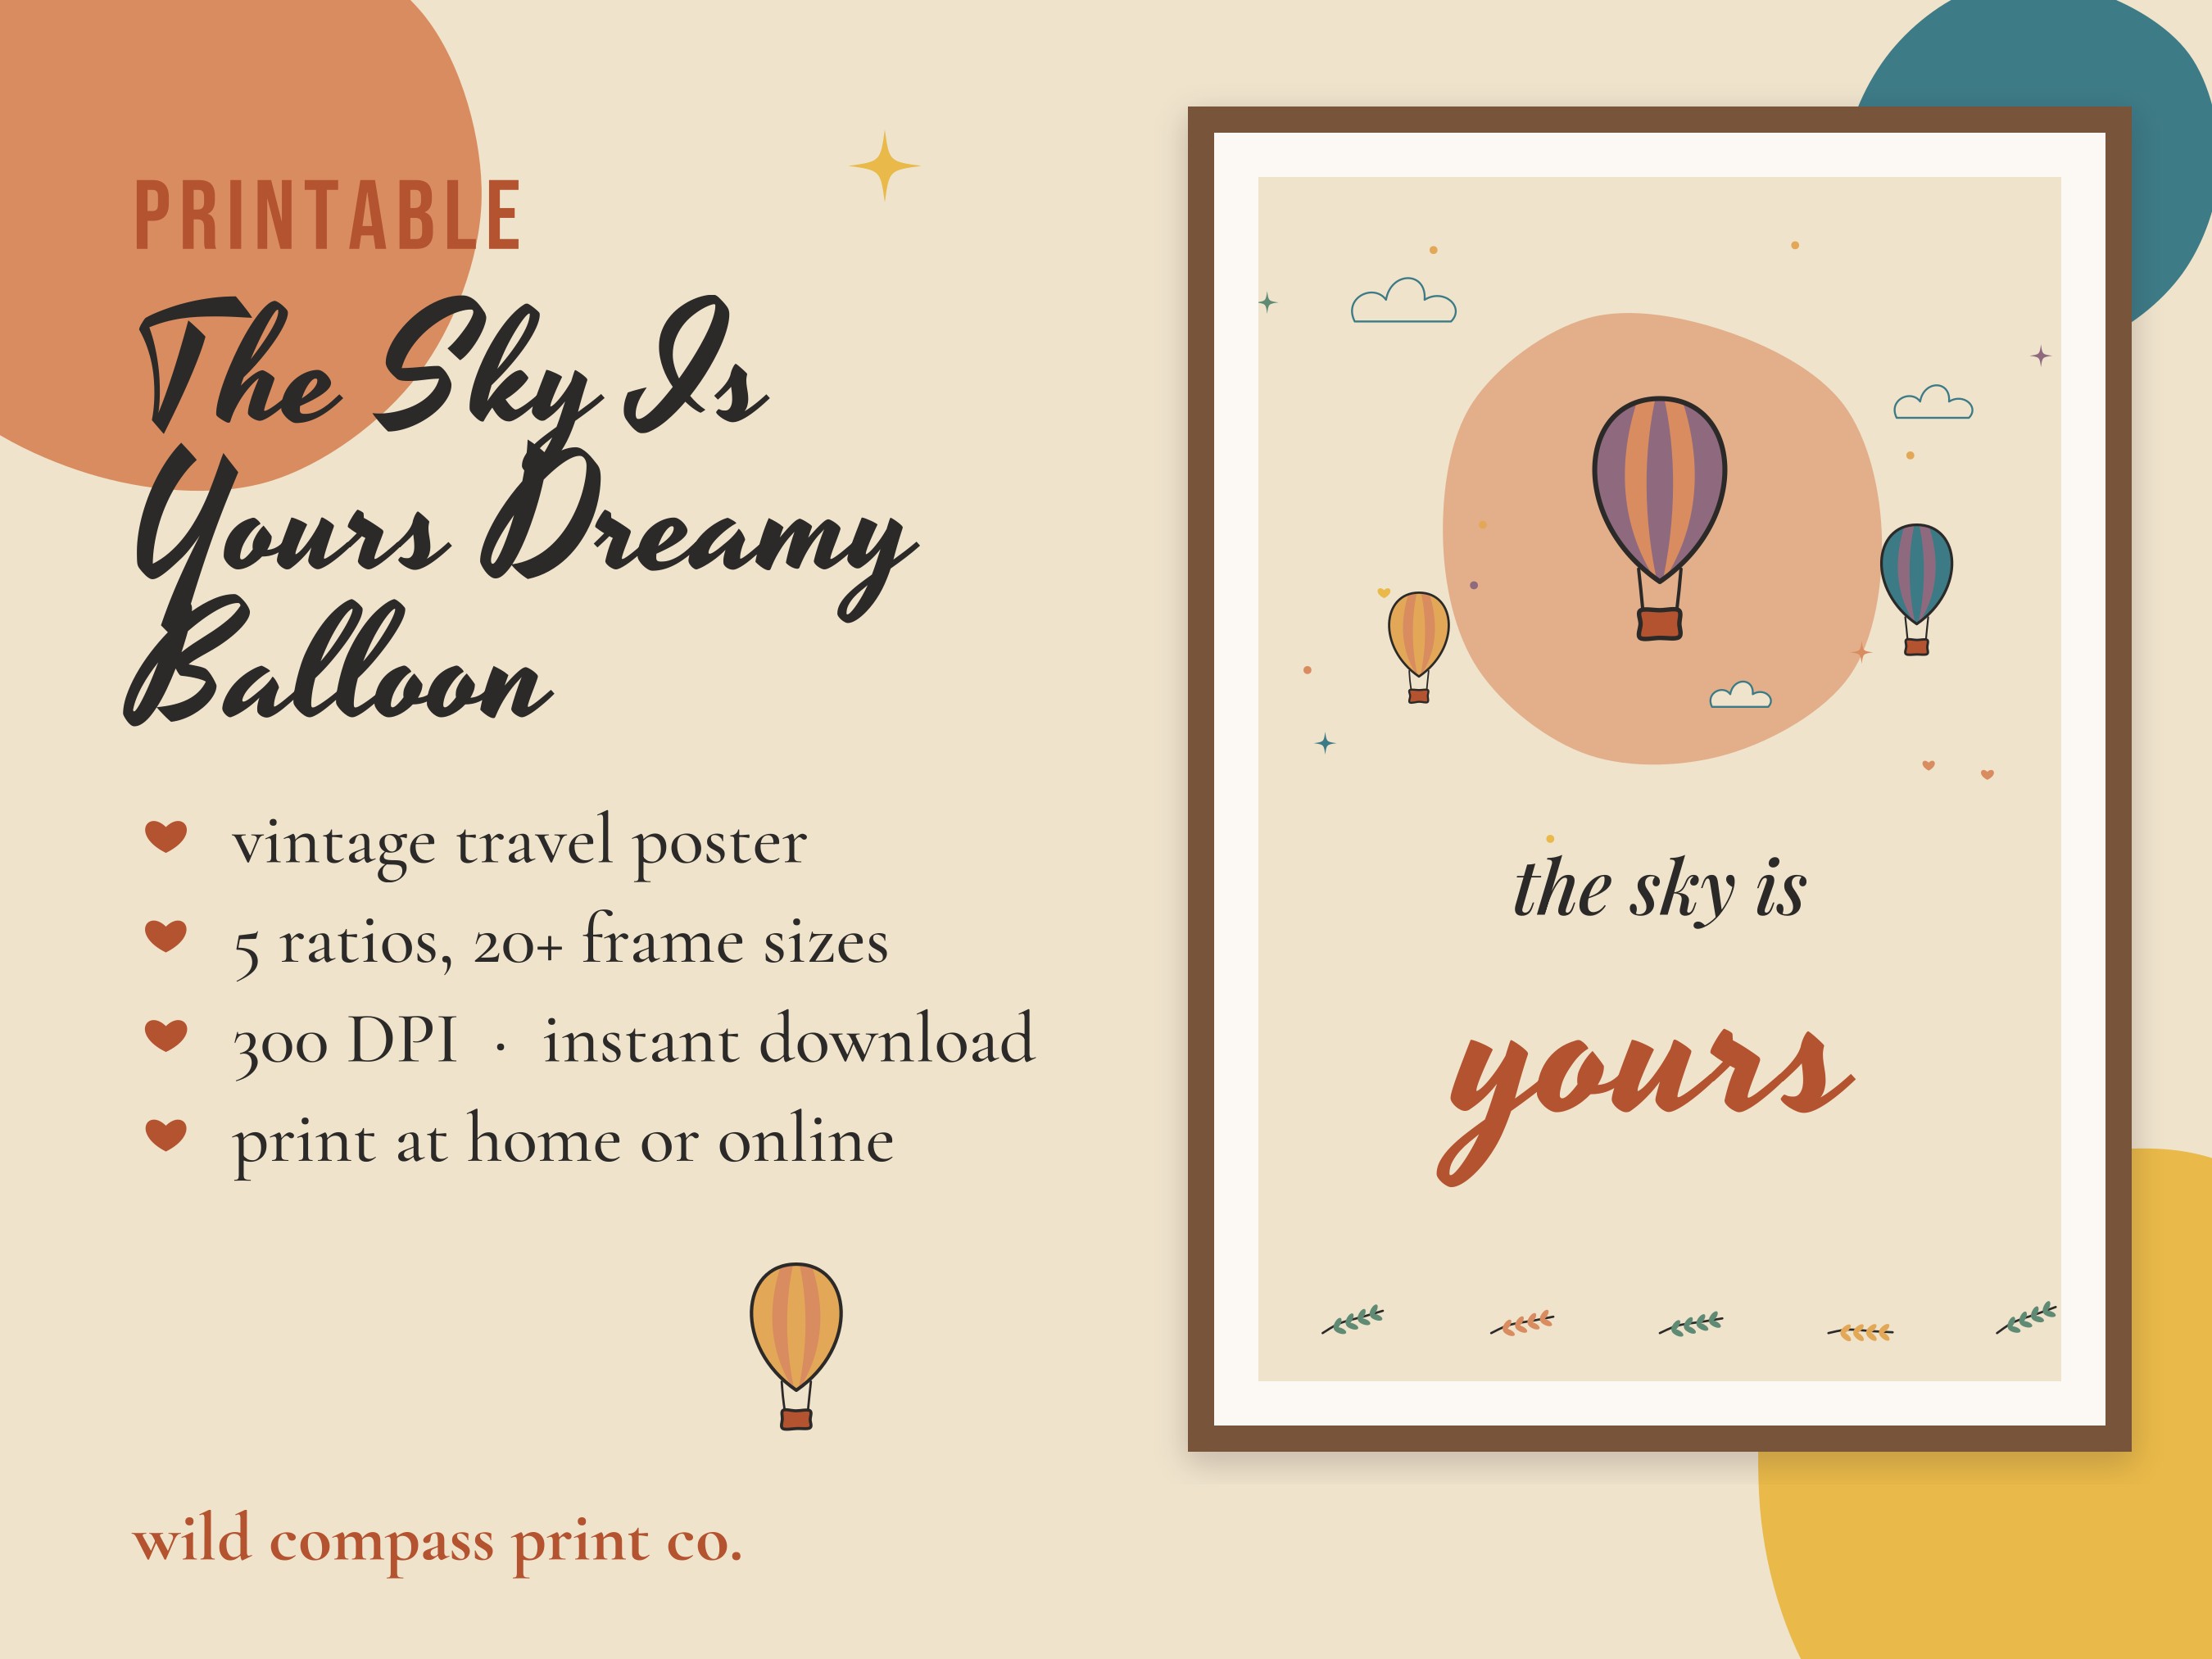 PRINTABLE
The Sky Is
Yours Dreamy
Balloon
vintage travel poster
5 ratios, 20+ frame sizes
300 DPI · instant download
print at home or online
wild compass print co.
the sky is
yours